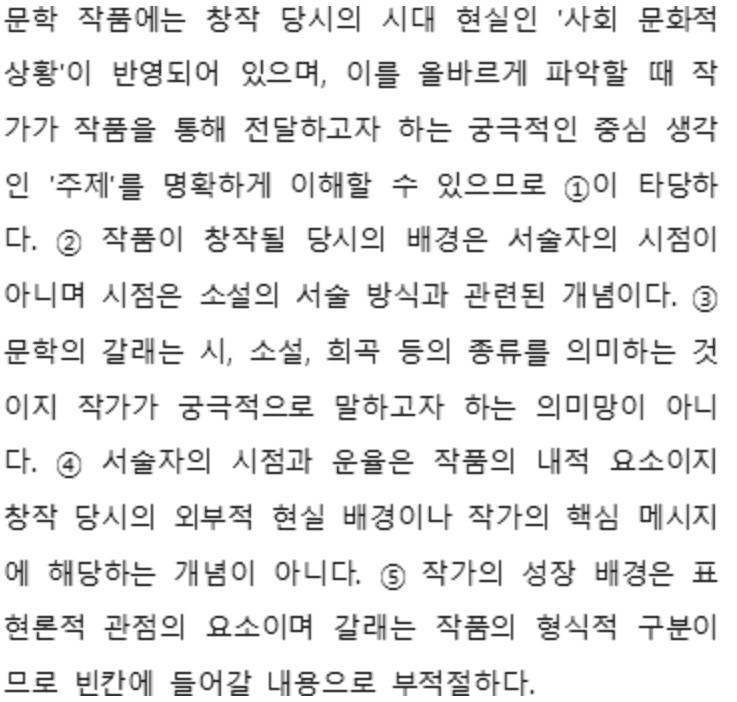 문학 작품에는 창작 당시의 시대 현실인 '사회 문화적
상황'이 반영되어 있으며, 이를 올바르게 파악할 때 작
가가 작품을 통해 전달하고자 하는 궁극적인 중심 생각
인 '주제'를 명확하게 이해할 수 있으므로 ①이 타당하
다. ② 작품이 창작될 당시의 배경은 서술자의 시점이
아니며 시점은 소설의 서술 방식과 관련된 개념이다. ③
문학의 갈래는 시, 소설, 희곡 등의 종류를 의미하는 것
이지 작가가 궁극적으로 말하고자 하는 의미망이 아니
다. ④ 서술자의 시점과 운율은 작품의 내적 요소이지
창작 당시의 외부적 현실 배경이나 작가의 핵심 메시지
에 해당하는 개념이 아니다. ⑤ 작가의 성장 배경은 표
현론적 관점의 요소이며 갈래는 작품의 형식적 구분이
므로 빈칸에 들어갈 내용으로 부적절하다.